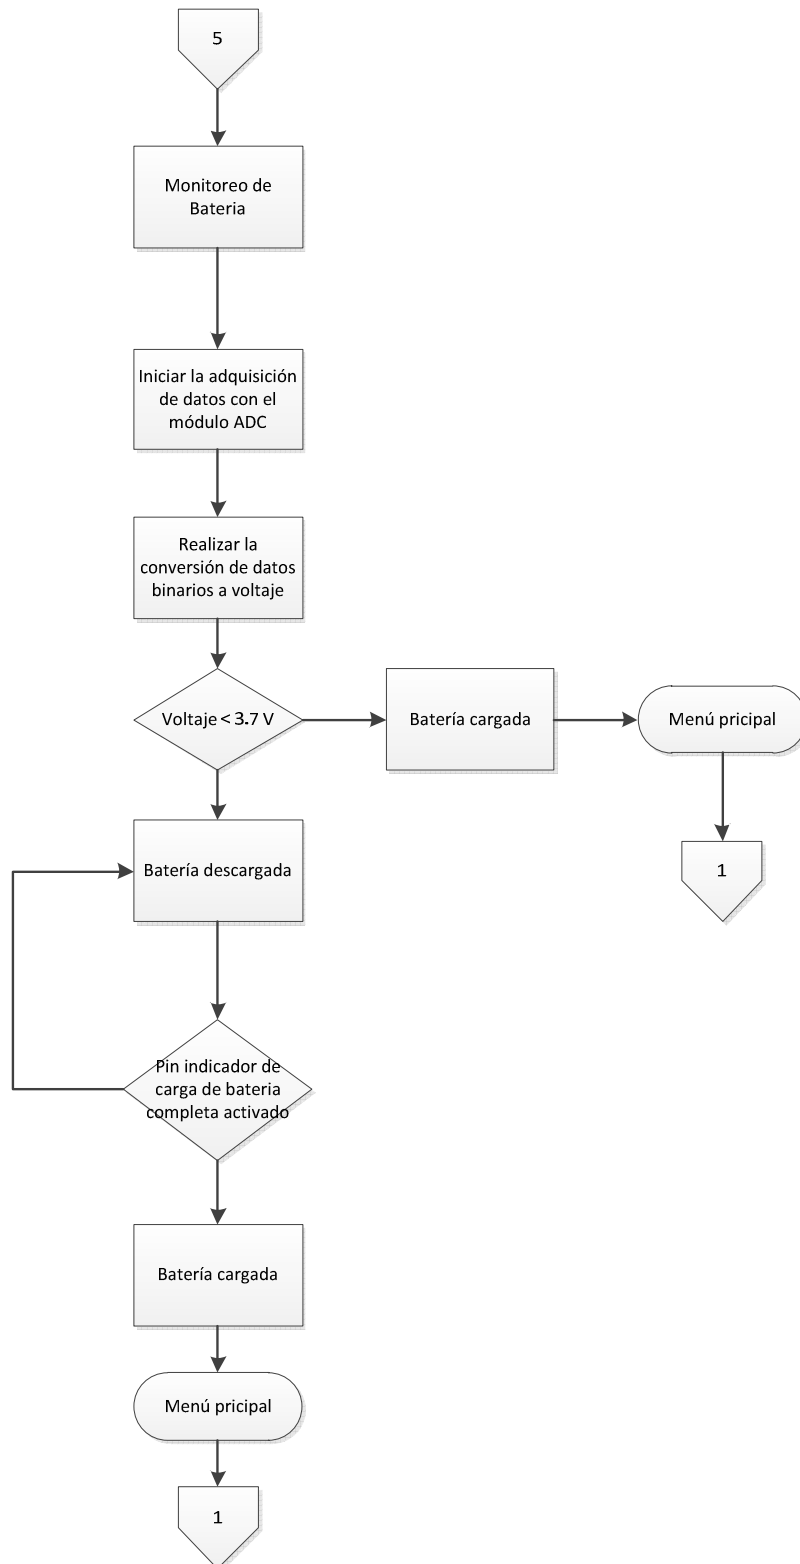 5
Monitoreo de
Bateria
Iniciar la adquisición
de datos con el
módulo ADC
Realizar la
conversión de datos
binarios a voltaje
Voltaje < 3.7 V
Batería cargada
Menú pricipal
1
Batería descargada
Pin indicador de
carga de bateria
completa activado
Batería cargada
Menú pricipal
1